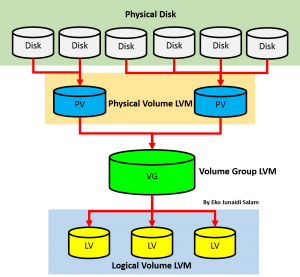 Physical Disk
Disk Disk Disk Disk Disk Disk
Physical Volume LVM
PV PV
Volume Group LVM
VG
By Eko Junaidi Salam
LV LV LV
Logical Volume LVM